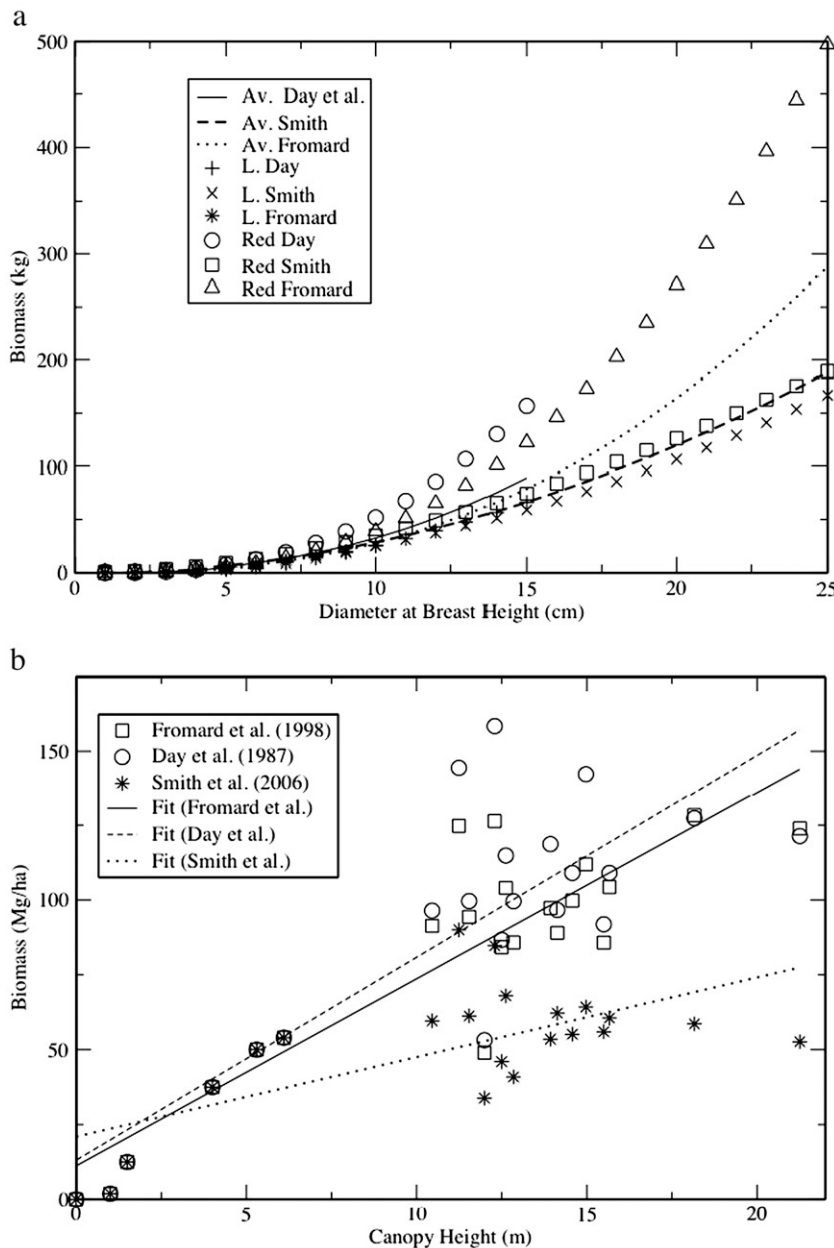 a
500
400
300
200
100
0
Biomass (kg)
Av. Day et al.
Av. Smith
Av. Fromard
L. Day
L. Smith
L. Fromard
Red Day
Red Smith
Red Fromard
0 5 10 15 20 25
Diameter at Breast Height (cm)
b
150
100
50
0
Biomass (Mg/ha)
Fromard et al. (1998)
Day et al. (1987)
Smith et al. (2006)
Fit (Fromard et al.)
Fit (Day et al.)
Fit (Smith et al.)
0 5 10 15 20
Canopy Height (m)